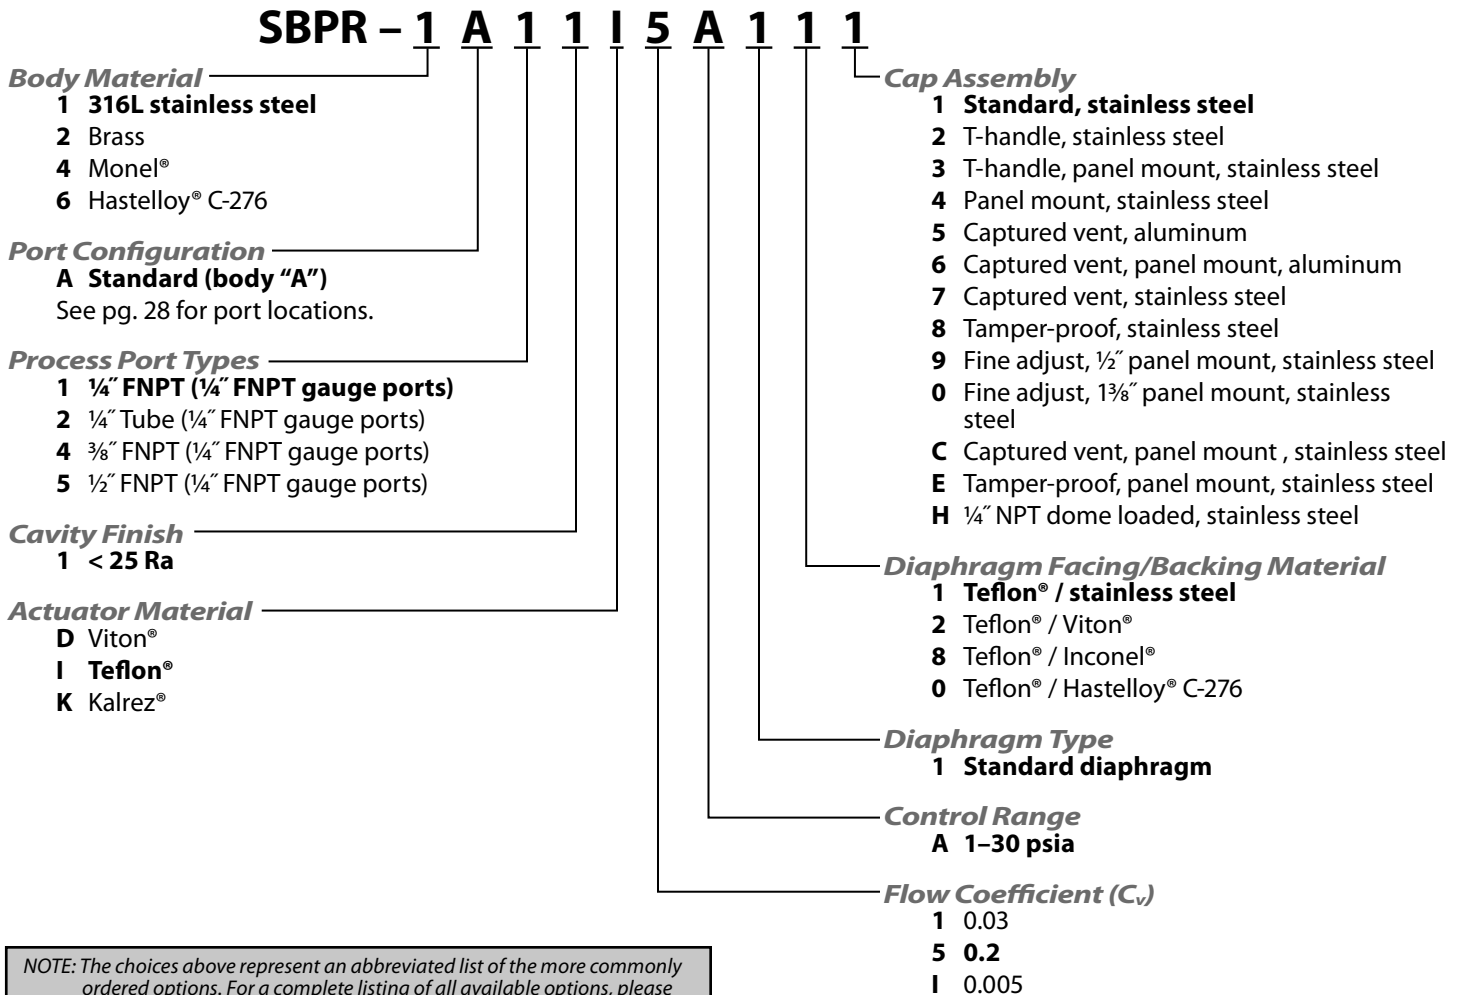 SBPR – 1 A 1 1 I 5 A 1 1 1
Body Material
1 316L stainless steel
2 Brass
4 Monel®
6 Hastelloy® C-276
Port Configuration
A Standard (body “A”)
See pg. 28 for port locations.
Process Port Types
1 ¼˝ FNPT (¼˝ FNPT gauge ports)
2 ¼˝ Tube (¼˝ FNPT gauge ports)
4 ⅜˝ FNPT (¼˝ FNPT gauge ports)
5 ½˝ FNPT (¼˝ FNPT gauge ports)
Cavity Finish
1 < 25 Ra
Actuator Material
D Viton®
I Teflon®
K Kalrez®
Cap Assembly
1 Standard, stainless steel
2 T-handle, stainless steel
3 T-handle, panel mount, stainless steel
4 Panel mount, stainless steel
5 Captured vent, aluminum
6 Captured vent, panel mount, aluminum
7 Captured vent, stainless steel
8 Tamper-proof, stainless steel
9 Fine adjust, ½˝ panel mount, stainless steel
0 Fine adjust, 1⅜˝ panel mount, stainless
steel
C Captured vent, panel mount , stainless steel
E Tamper-proof, panel mount, stainless steel
H ¼˝ NPT dome loaded, stainless steel
Diaphragm Facing/Backing Material
1 Teflon® / stainless steel
2 Teflon® / Viton®
8 Teflon® / Inconel®
0 Teflon® / Hastelloy® C-276
Diaphragm Type
1 Standard diaphragm
Control Range
A 1–30 psia
Flow Coefficient (Cv)
1 0.03
5 0.2
I 0.005
NOTE: The choices above represent an abbreviated list of the more commonly
ordered options. For a complete listing of all available options, please